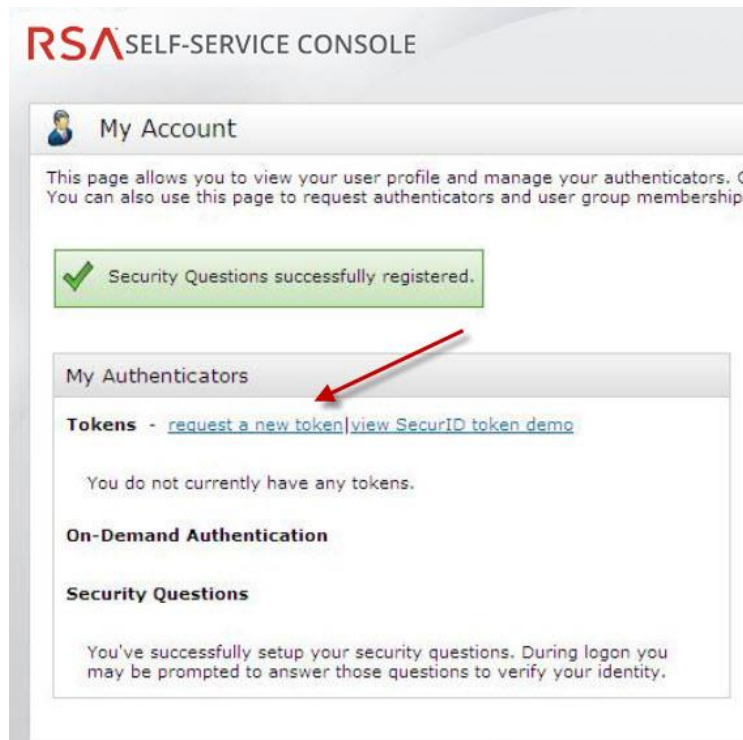 RSA SELF-SERVICE CONSOLE
My Account
This page allows you to view your user profile and manage your authenticators.
You can also use this page to request authenticators and user group membership
Security Questions successfully registered.
My Authenticators
Tokens - request a new token|view SecurID token demo
You do not currently have any tokens.
On-Demand Authentication
Security Questions
You've successfully setup your security questions. During logon you
may be prompted to answer those questions to verify your identity.